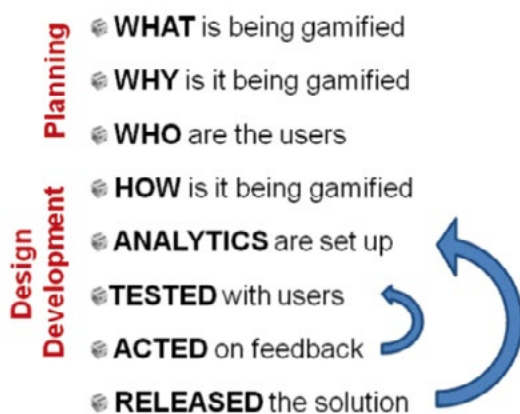 Planning
WHAT is being gamified
WHY is it being gamified
WHO are the users
Design
Development
HOW is it being gamified
ANALYTICS are set up
TESTED with users
ACTED on feedback
RELEASED the solution